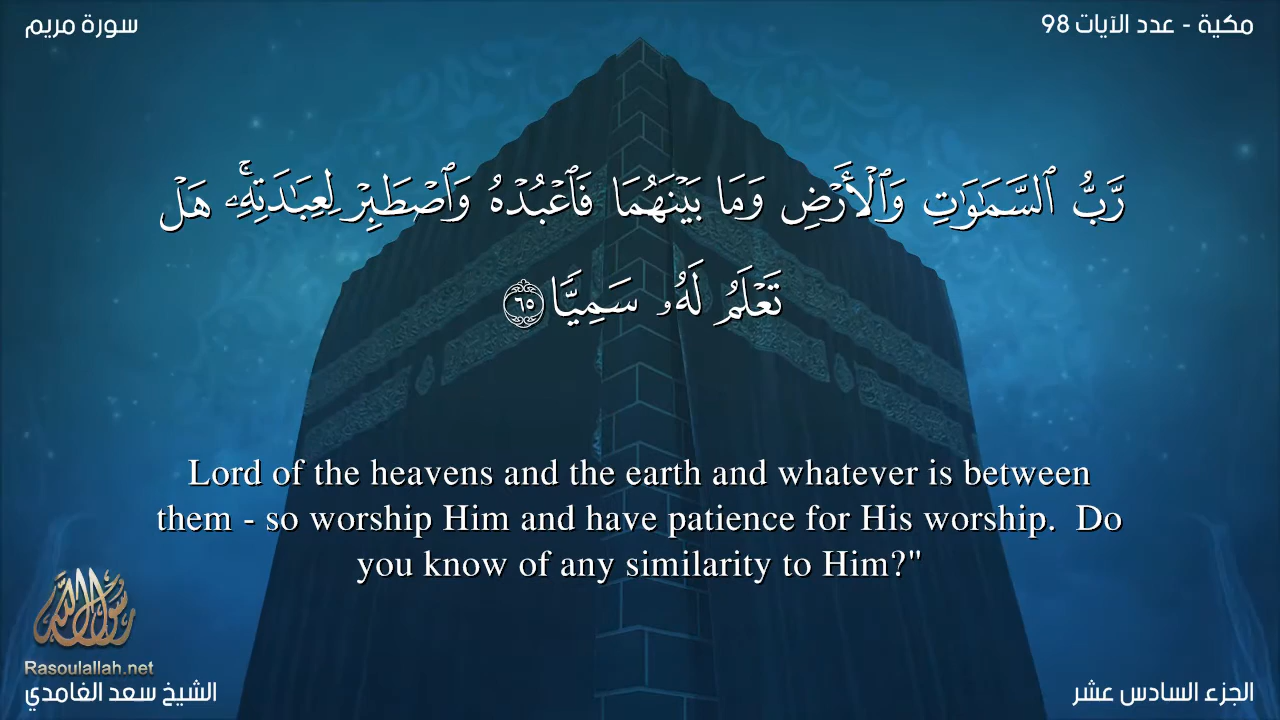 سورة مريم
مكية - عدد الآيات 98
رَّبُّ ٱلسَّمَـٰوَٰتِ وَٱلْأَرْضِ وَمَا بَيْنَهُمَا فَٱعْبُدْهُ وَٱصْطَبِرْ لِعِبَـٰدَتِهِۦۚ هَلْ
تَعْلَمُ لَهُۥ سَمِيًّا ٦٥
Lord of the heavens and the earth and whatever is between
them - so worship Him and have patience for His worship.  Do
you know of any similarity to Him?"
رسول الله
Rasoulallah.net
الشيخ سعد الغامدي
الجزء السادس عشر